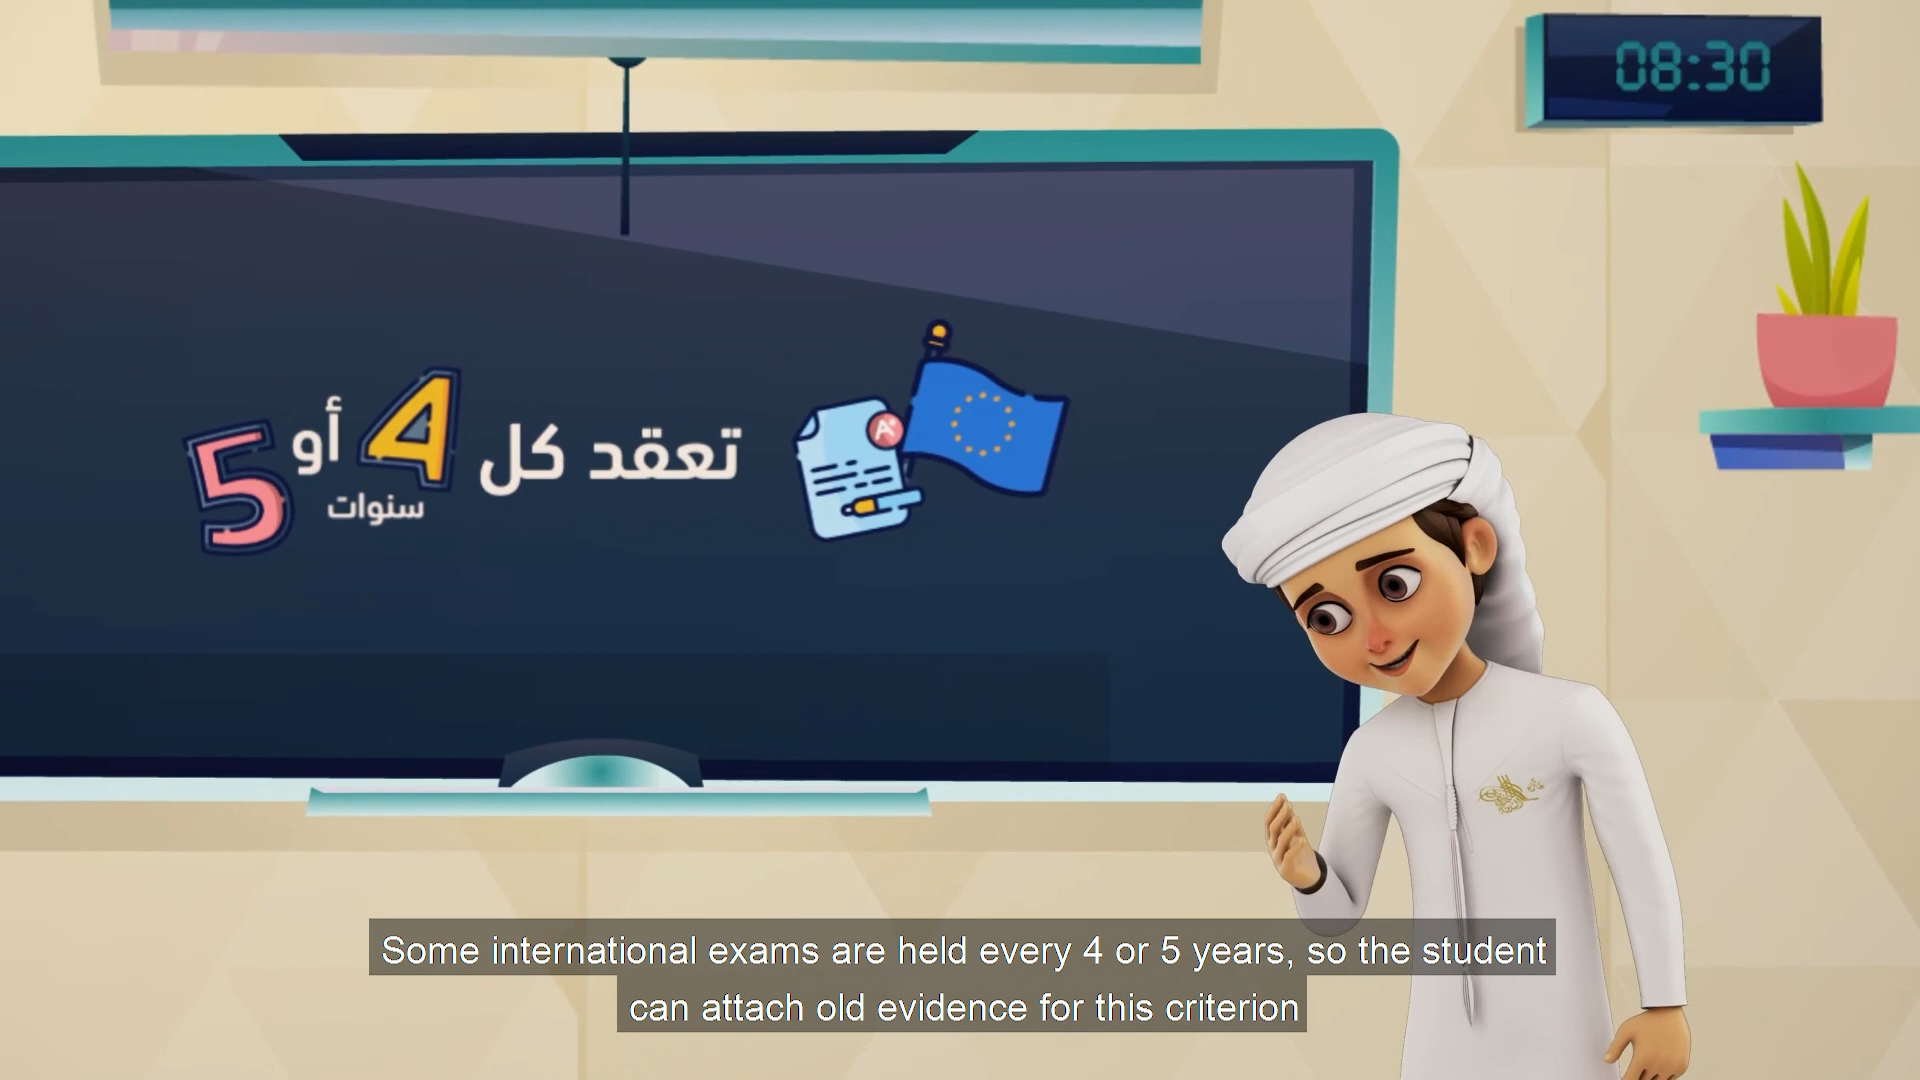 08:30
تعقد كل 4 أو 5
سنوات
A+
Some international exams are held every 4 or 5 years, so the student
can attach old evidence for this criterion